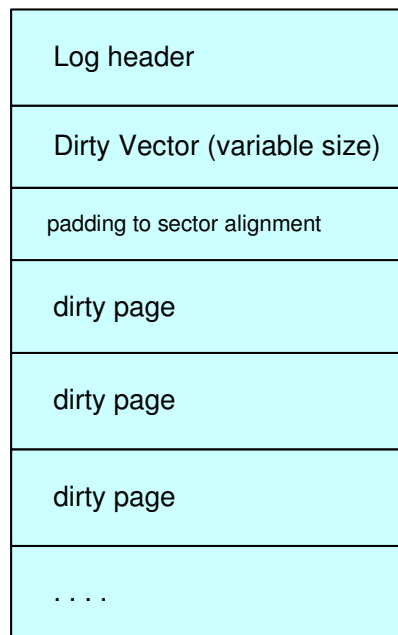 Log header
Dirty Vector (variable size)
padding to sector alignment
dirty page
dirty page
dirty page
. . . .